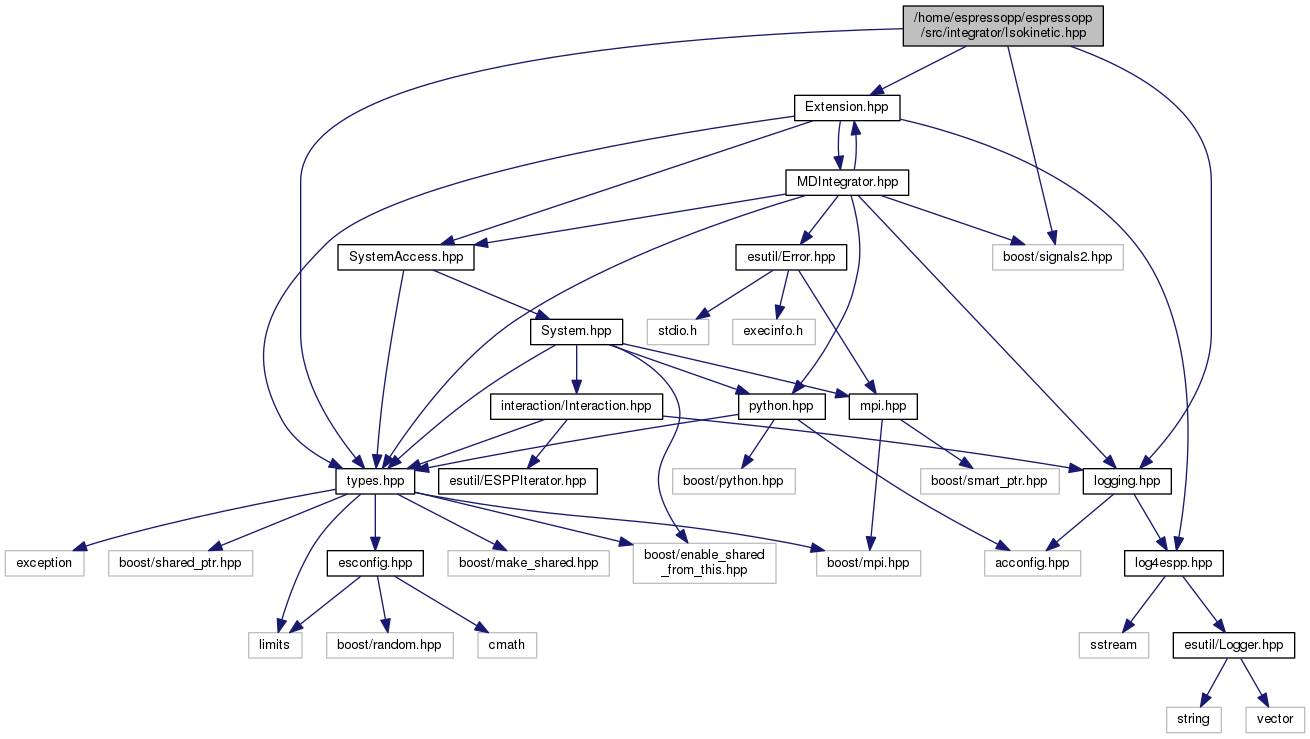 /home/espressopp/espressopp
/src/integrator/Isokinetic.hpp
Extension.hpp
MDIntegrator.hpp
SystemAccess.hpp
esutil/Error.hpp
boost/signals2.hpp
System.hpp
stdio.h
execinfo.h
interaction/Interaction.hpp
python.hpp
mpi.hpp
types.hpp
esutil/ESPPIterator.hpp
boost/python.hpp
boost/smart_ptr.hpp
logging.hpp
exception
boost/shared_ptr.hpp
esconfig.hpp
boost/make_shared.hpp
boost/enable_shared
_from_this.hpp
boost/mpi.hpp
acconfig.hpp
log4espp.hpp
limits
boost/random.hpp
cmath
sstream
esutil/Logger.hpp
string
vector